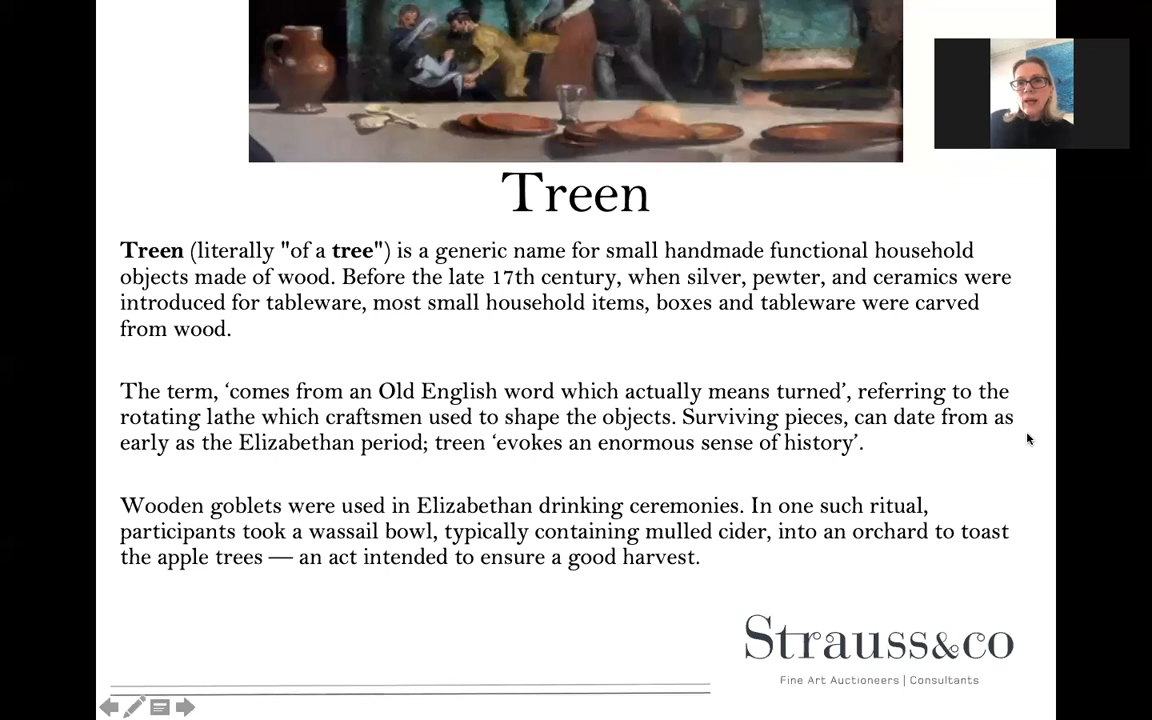 Treen
Treen (literally "of a tree") is a generic name for small handmade functional household
objects made of wood. Before the late 17th century, when silver, pewter, and ceramics were
introduced for tableware, most small household items, boxes and tableware were carved
from wood.
The term, ‘comes from an Old English word which actually means turned’, referring to the
rotating lathe which craftsmen used to shape the objects. Surviving pieces, can date from as
early as the Elizabethan period; treen ‘evokes an enormous sense of history’.
Wooden goblets were used in Elizabethan drinking ceremonies. In one such ritual,
participants took a wassail bowl, typically containing mulled cider, into an orchard to toast
the apple trees — an act intended to ensure a good harvest.
Strauss&co
Fine Art Auctioneers | Consultants